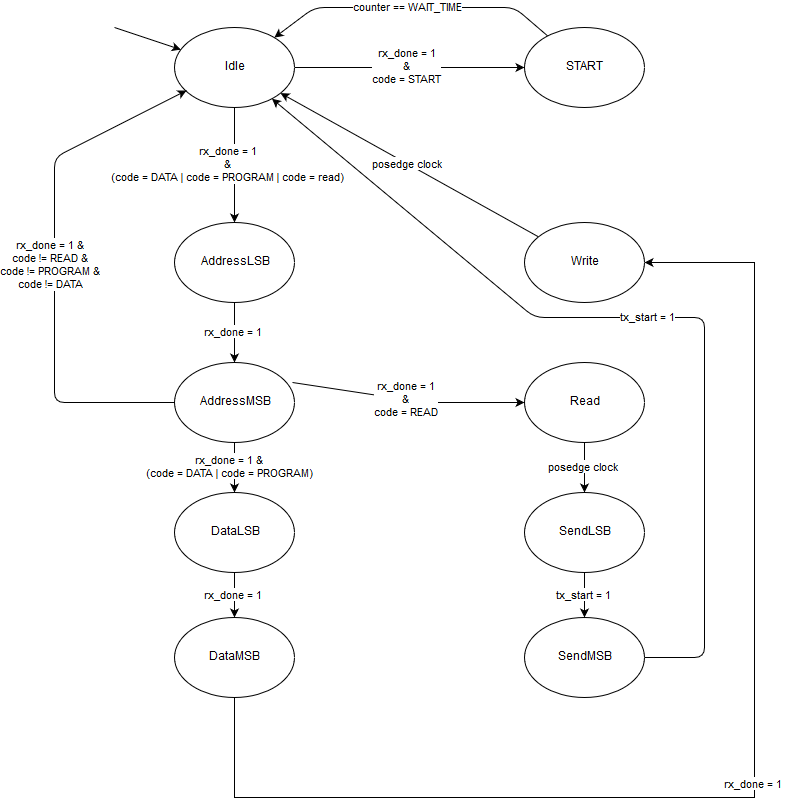 counter == WAIT_TIME
Idle
rx_done = 1
&
code = START
START
rx_done = 1
&
(code = DATA | code = PROGRAM | code = read)
posedge clock
rx_done = 1 &
code != READ &
code != PROGRAM &
code != DATA
AddressLSB
Write
tx_start = 1
rx_done = 1
AddressMSB
rx_done = 1
&
code = READ
Read
rx_done = 1 &
(code = DATA | code = PROGRAM)
posedge clock
DataLSB
SendLSB
rx_done = 1
tx_start = 1
DataMSB
SendMSB
rx_done = 1